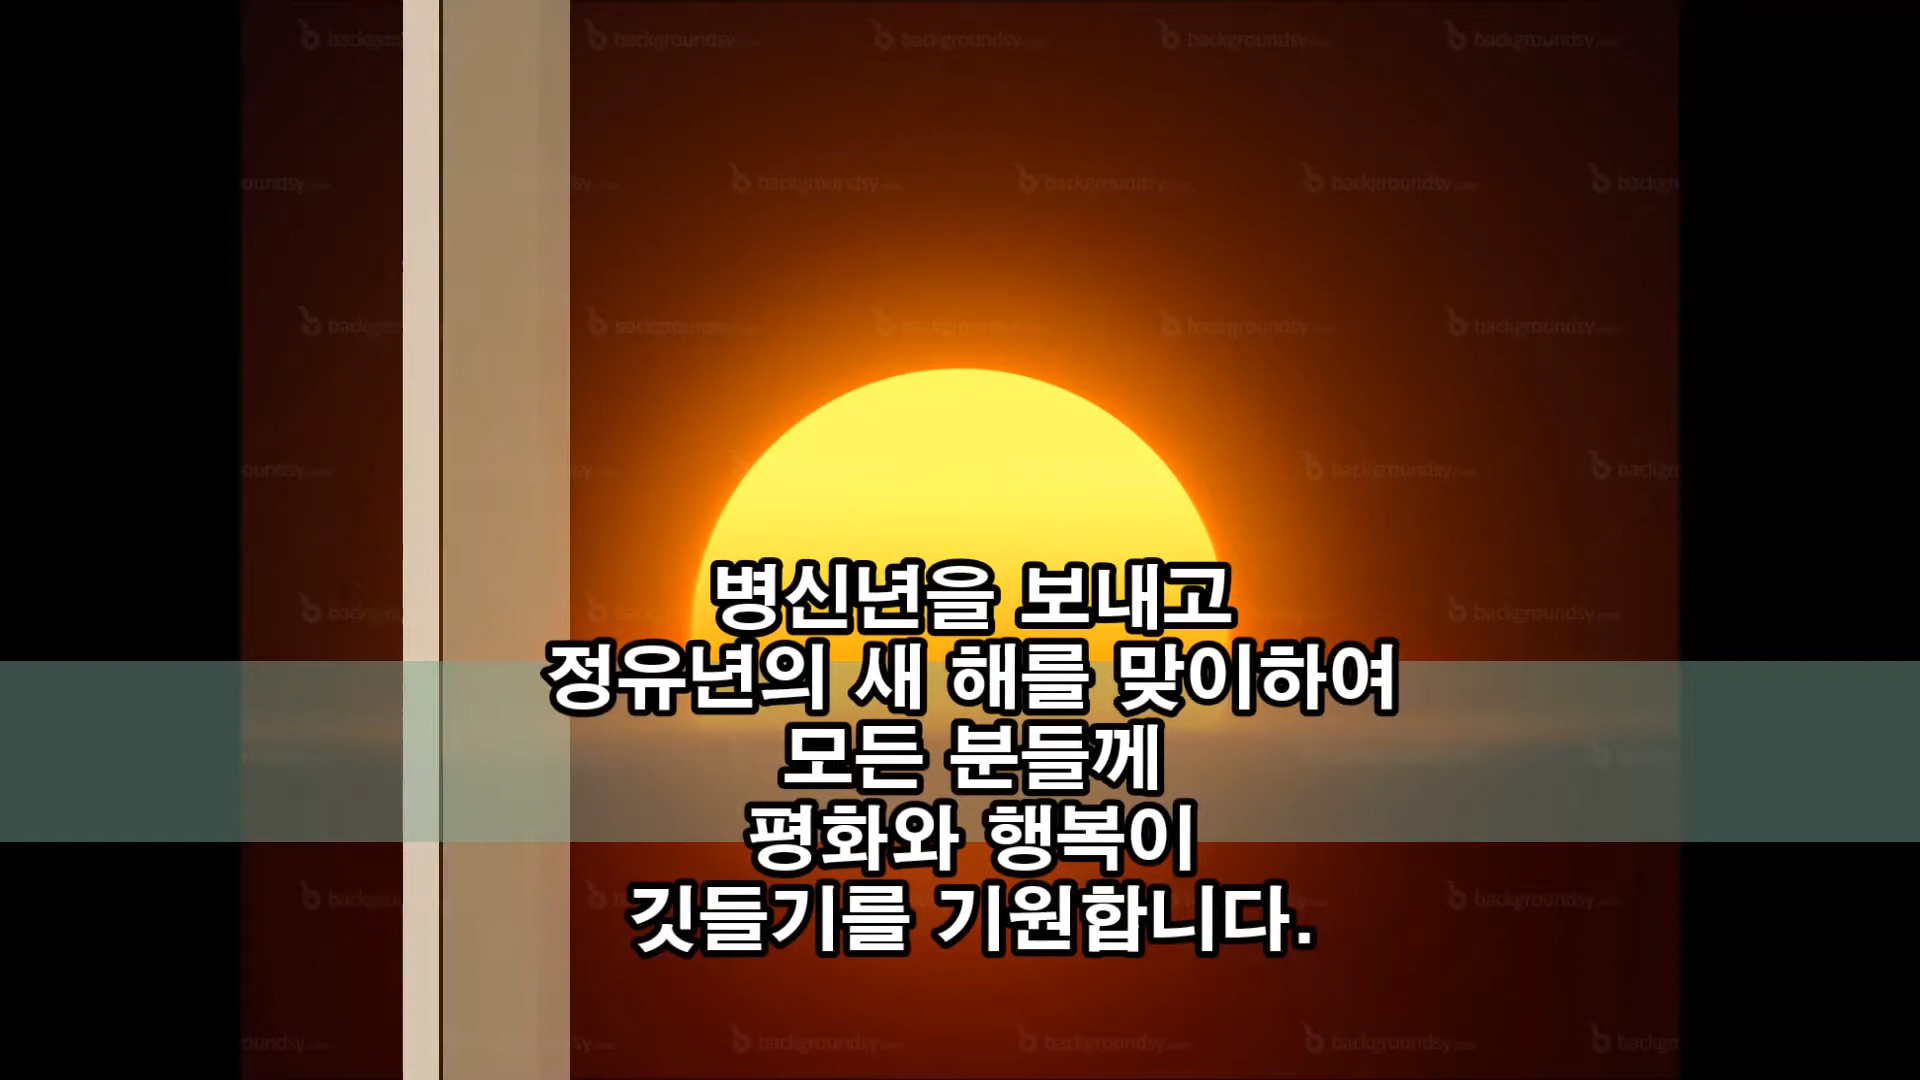 병신년을 보내고
정유년의 새 해를 맞이하여
모든 분들께
평화와 행복이
깃들기를 기원합니다.
backgroundsy